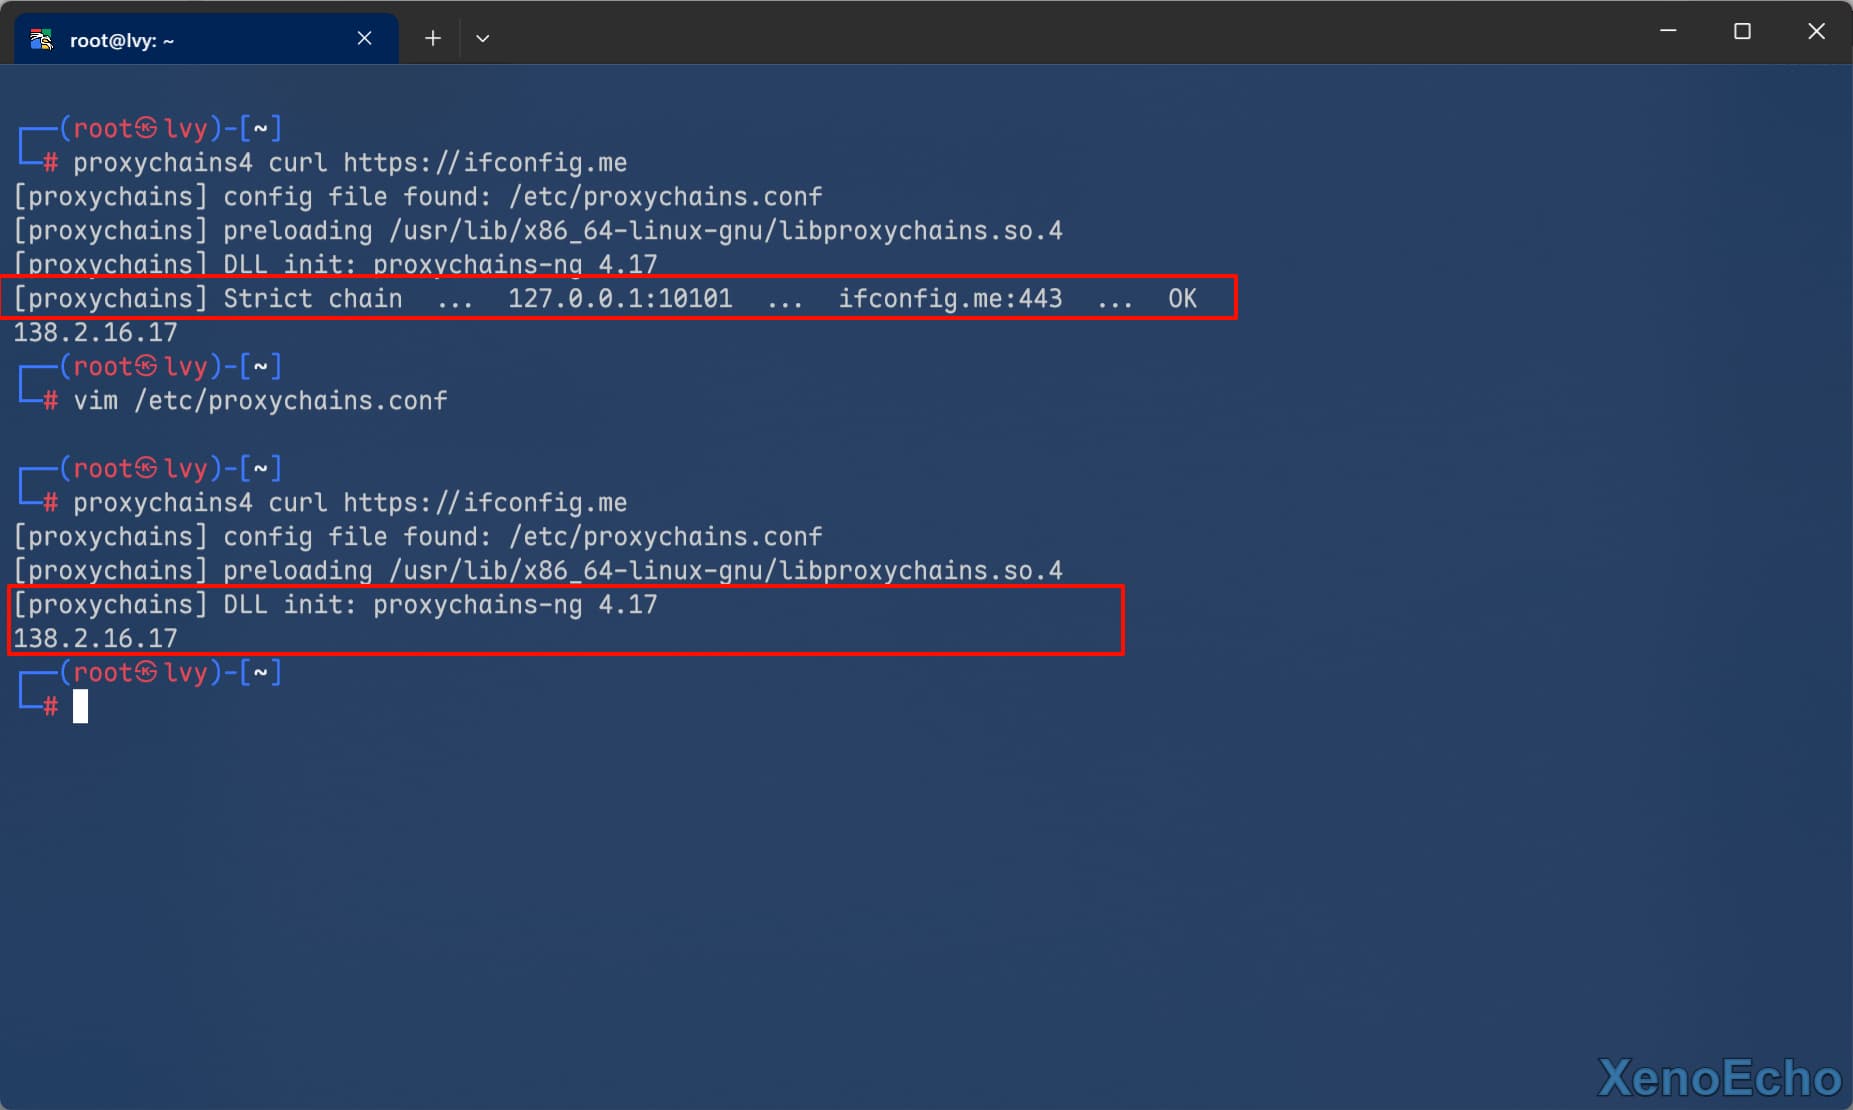 root@lvy: ~
(root㉿lvy)-[~]
# proxychains4 curl https://ifconfig.me
[proxychains] config file found: /etc/proxychains.conf
[proxychains] preloading /usr/lib/x86_64-linux-gnu/libproxychains.so.4
[proxychains] DLL init: proxychains-ng 4.17
[proxychains] Strict chain  ...  127.0.0.1:10101  ...  ifconfig.me:443  ...  OK
138.2.16.17
(root㉿lvy)-[~]
# vim /etc/proxychains.conf
(root㉿lvy)-[~]
# proxychains4 curl https://ifconfig.me
[proxychains] config file found: /etc/proxychains.conf
[proxychains] preloading /usr/lib/x86_64-linux-gnu/libproxychains.so.4
[proxychains] DLL init: proxychains-ng 4.17
138.2.16.17
(root㉿lvy)-[~]
#
XenoEcho